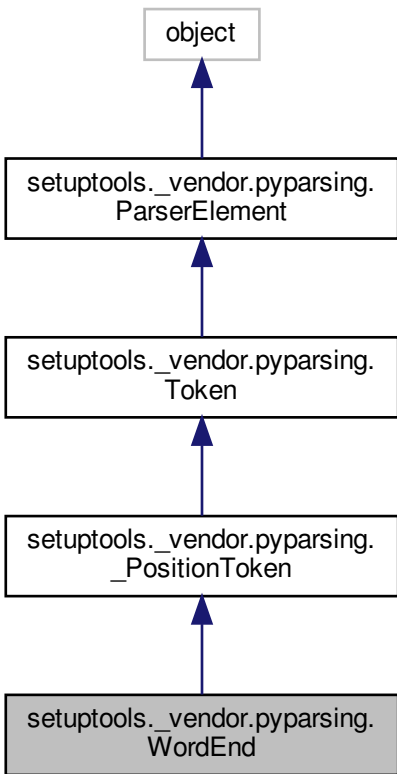 object
setuptools._vendor.pyparsing.
ParserElement
setuptools._vendor.pyparsing.
Token
setuptools._vendor.pyparsing.
_PositionToken
setuptools._vendor.pyparsing.
WordEnd